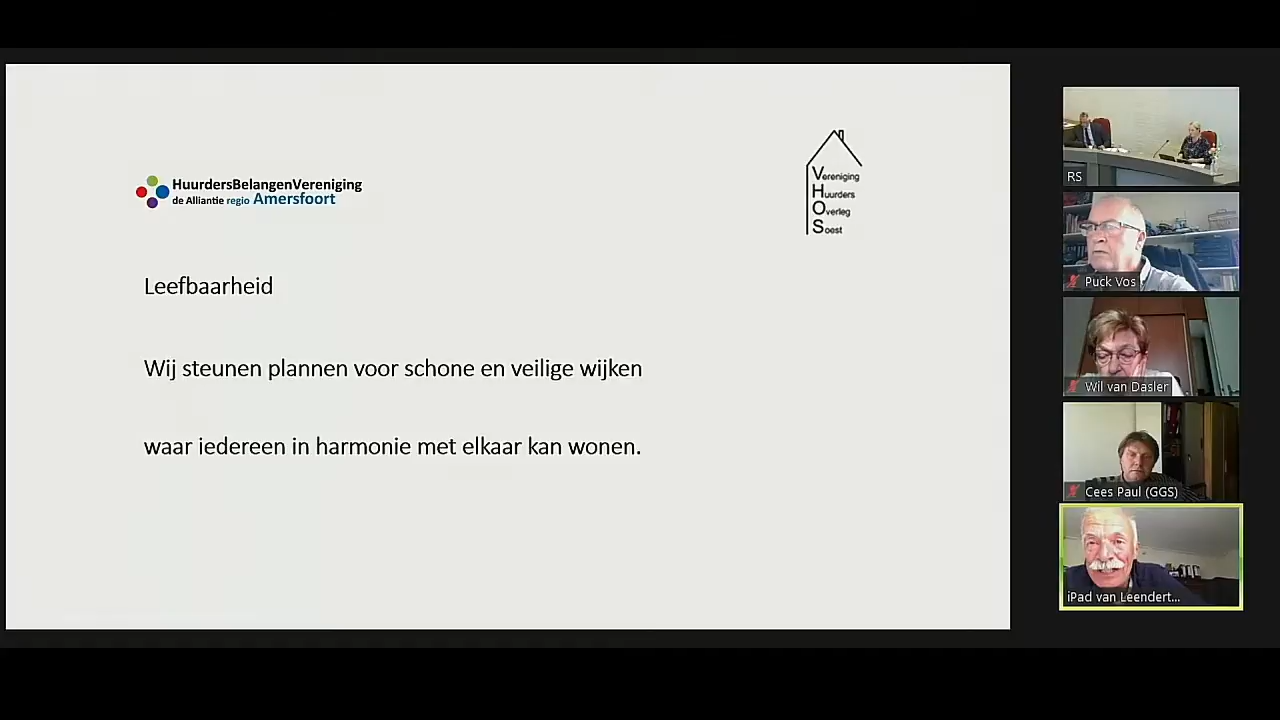 HuurdersBelangenVereniging
de Alliantie regio Amersfoort
Vereniging
Huurders
Overleg
Soest
Leefbaarheid
Wij steunen plannen voor schone en veilige wijken
waar iedereen in harmonie met elkaar kan wonen.
RS
Puck Vos
Wil van Dasler
Cees Paul (GGS)
iPad van Leendert...